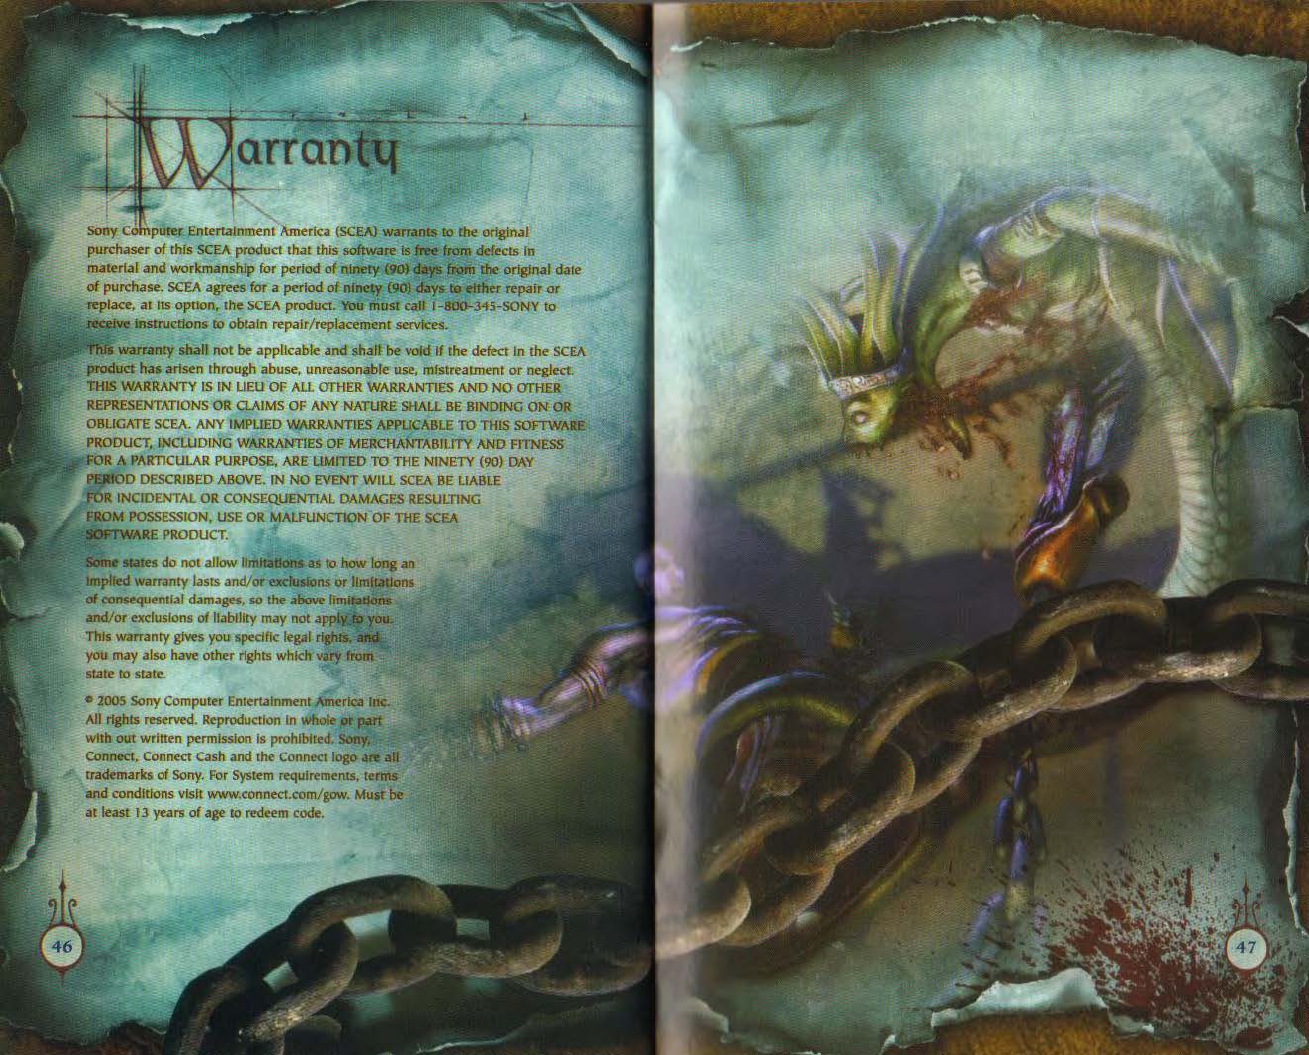 Warranty
Sony Computer Entertainment America (SCEA) warrants to the original
purchaser of this SCEA product that this software is free from defects in
material and workmanship for period of ninety (90) days from the original date
of purchase. SCEA agrees for a period of ninety (90) days to either repair or
replace, at its option, the SCEA product. You must call 1-800-345-SONY to
receive instructions to obtain repair/replacement services.
This warranty shall not be applicable and shall be void if the defect in the SCEA
product has arisen through abuse, unreasonable use, mistreatment or neglect.
THIS WARRANTY IS IN LIEU OF ALL OTHER WARRANTIES AND NO OTHER
REPRESENTATIONS OR CLAIMS OF ANY NATURE SHALL BE BINDING ON OR
OBLIGATE SCEA. ANY IMPLIED WARRANTIES APPLICABLE TO THIS SOFTWARE
PRODUCT, INCLUDING WARRANTIES OF MERCHANTABILITY AND FITNESS
FOR A PARTICULAR PURPOSE, ARE LIMITED TO THE NINETY (90) DAY
PERIOD DESCRIBED ABOVE. IN NO EVENT WILL SCEA BE LIABLE
FOR INCIDENTAL OR CONSEQUENTIAL DAMAGES RESULTING
FROM POSSESSION, USE OR MALFUNCTION OF THE SCEA
SOFTWARE PRODUCT.
Some states do not allow limitations as to how long an
implied warranty lasts and/or exclusions or limitations
of consequential damages, so the above limitations
and/or exclusions of liability may not apply to you.
This warranty gives you specific legal rights, and
you may also have other rights which vary from
state to state.
© 2005 Sony Computer Entertainment America Inc.
All rights reserved. Reproduction in whole or part
with out written permission is prohibited. Sony,
Connect, Connect Cash and the Connect logo are all
trademarks of Sony. For System requirements, terms
and conditions visit www.connect.com/gow. Must be
at least 13 years of age to redeem code.
46
47